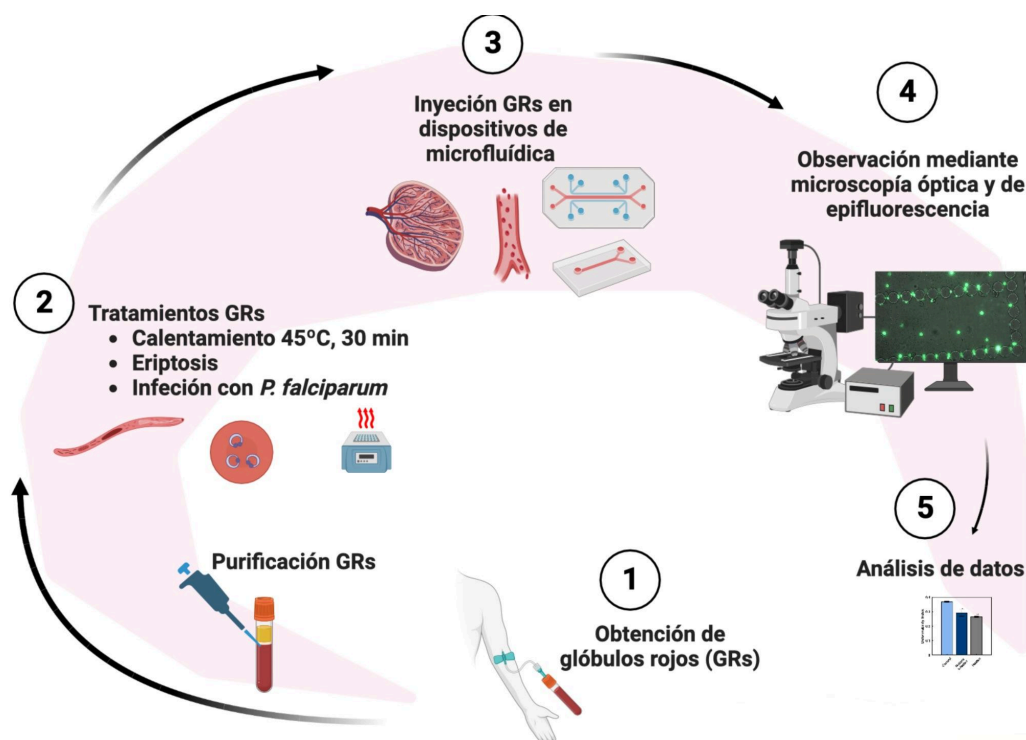 1
Obtención de
glóbulos rojos (GRs)
Purificación GRs
2
Tratamientos GRs
• Calentamiento 45ºC, 30 min
• Eriptosis
• Infeción con P. falciparum
3
Inyeción GRs en
dispositivos de
microfluídica
4
Observación mediante
microscopía óptica y de
epifluorescencia
5
Análisis de datos